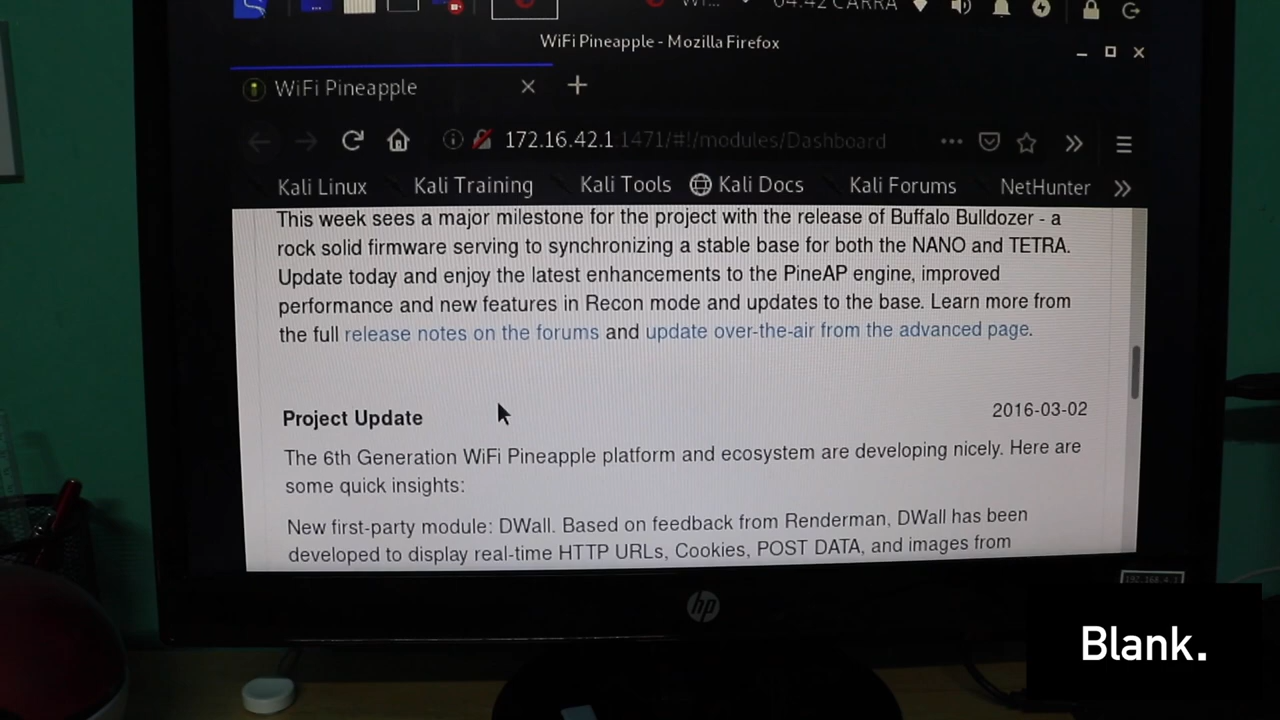 04:42 CARRA
WiFi Pineapple - Mozilla Firefox
WiFi Pineapple
172.16.42.1:1471/#!/modules/Dashboard
Kali Linux Kali Training Kali Tools Kali Docs Kali Forums NetHunter
This week sees a major milestone for the project with the release of Buffalo Bulldozer - a
rock solid firmware serving to synchronizing a stable base for both the NANO and TETRA.
Update today and enjoy the latest enhancements to the PineAP engine, improved
performance and new features in Recon mode and updates to the base. Learn more from
the full release notes on the forums and update over-the-air from the advanced page.
Project Update 2016-03-02
The 6th Generation WiFi Pineapple platform and ecosystem are developing nicely. Here are
some quick insights:
New first-party module: DWall. Based on feedback from Renderman, DWall has been
developed to display real-time HTTP URLs, Cookies, POST DATA, and images from
hp
192.168.4.1
Blank.